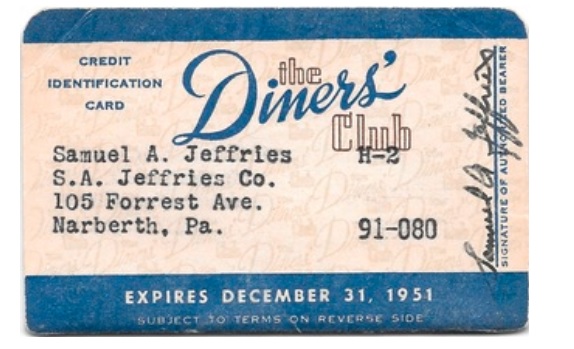 CREDIT
IDENTIFICATION
CARD
the
Diners'
Club
Samuel A. Jeffries H-2
S.A. Jeffries Co.
105 Forrest Ave.
Narberth, Pa. 91-080
Samuel A Jeffries
SIGNATURE OF AUTHORIZED BEARER
EXPIRES DECEMBER 31, 1951
SUBJECT TO TERMS ON REVERSE SIDE